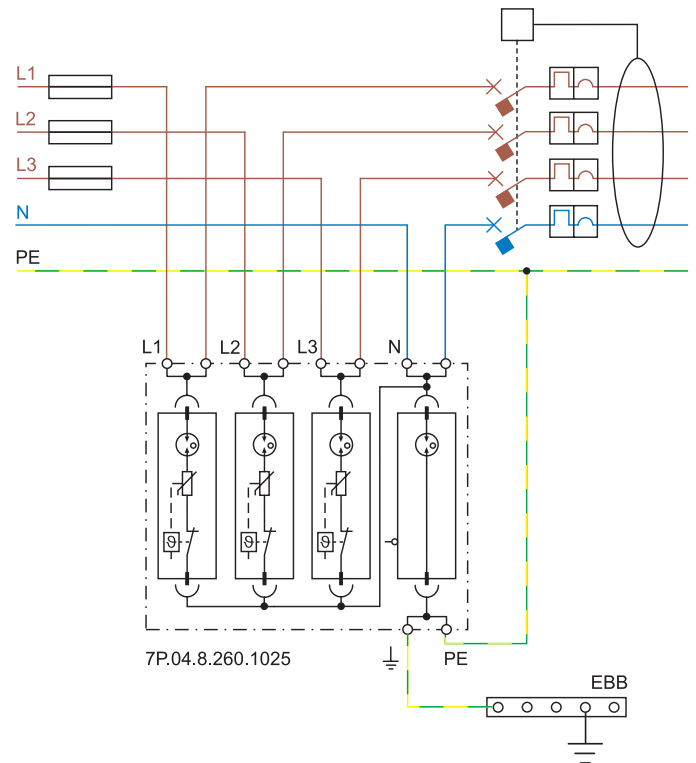 L1
L2
L3
N
PE
L1 L2 L3 N
ϑ ϑ ϑ
7P.04.8.260.1025
PE
EBB